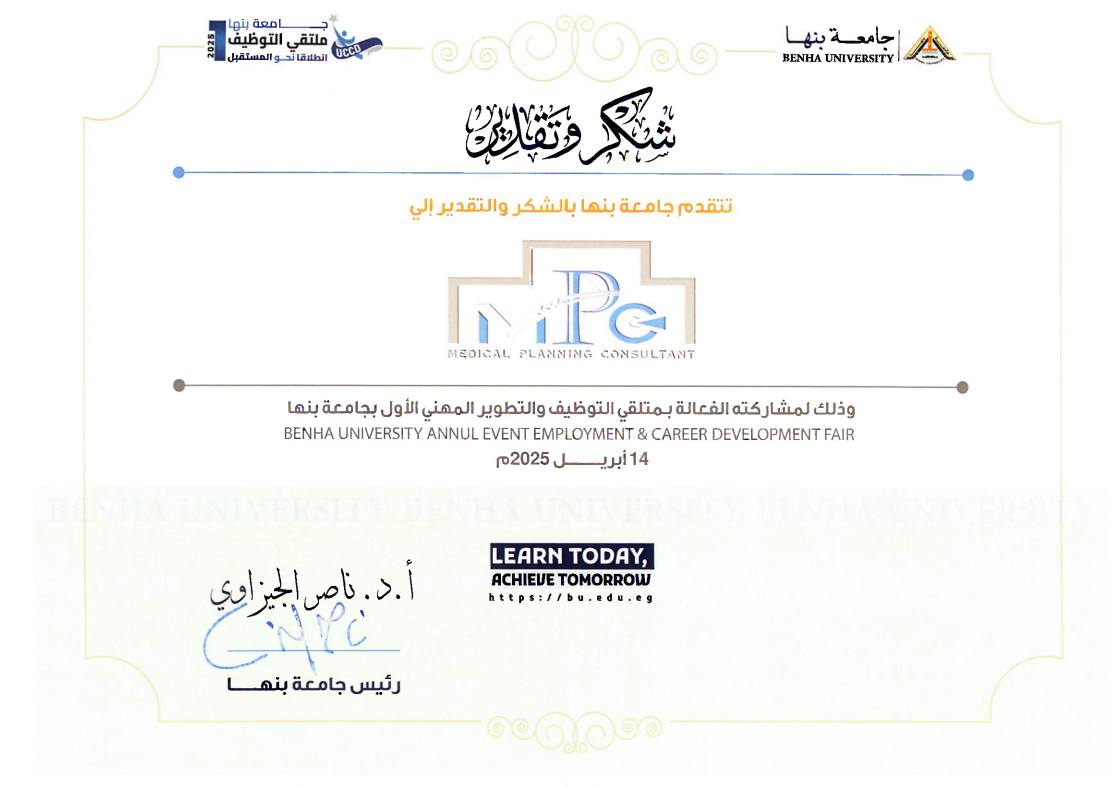 جامعة بنها
ملتقي التوظيف
انطلاقا نحو المستقبل
1
2025
UCCD
جامعة بنها
BENHA UNIVERSITY
شكر وتقدير
تتقدم جامعة بنها بالشكر والتقدير إلي
MPC
MEDICAL PLANNING CONSULTANT
وذلك لمشاركته الفعالة بمتلقي التوظيف والتطوير المهني الأول بجامعة بنها
BENHA UNIVERSITY ANNUL EVENT EMPLOYMENT & CAREER DEVELOPMENT FAIR
14 أبريل 2025م
BENHA UNIVERSITY BENHA UNIVERSITY BENHA UNIVERSITY
LEARN TODAY,
ACHIEVE TOMORROW
https://bu.edu.eg
أ.د. ناصر الجيزاوي
رئيس جامعة بنها